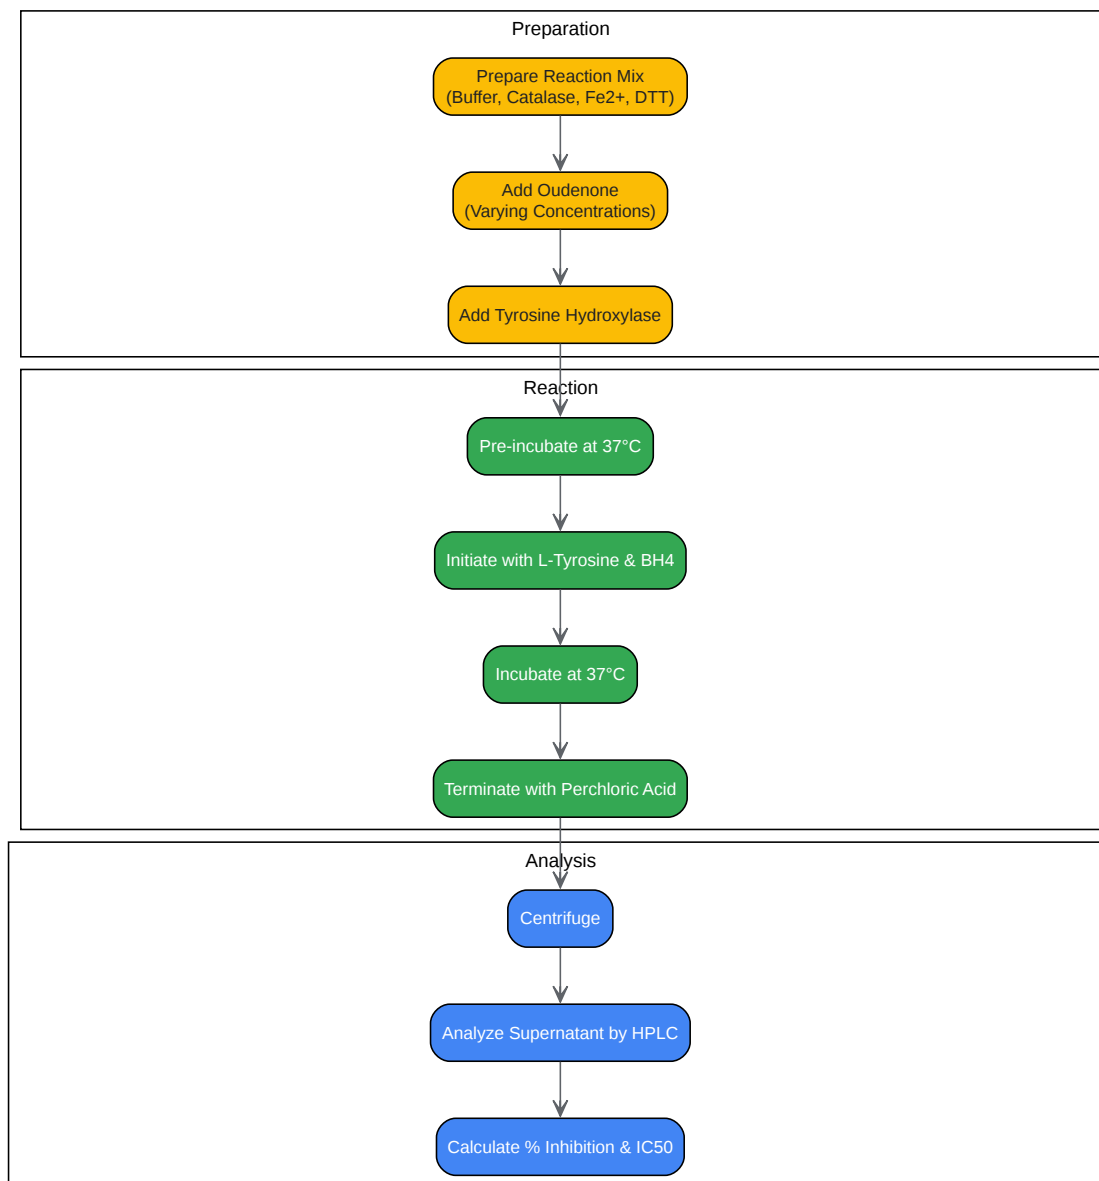 Preparation
Prepare Reaction Mix
(Buffer, Catalase, Fe2+, DTT)
Add Oudenone
(Varying Concentrations)
Add Tyrosine Hydroxylase
Reaction
Pre-incubate at 37°C
Initiate with L-Tyrosine & BH4
Incubate at 37°C
Terminate with Perchloric Acid
Analysis
Centrifuge
Analyze Supernatant by HPLC
Calculate % Inhibition & IC50